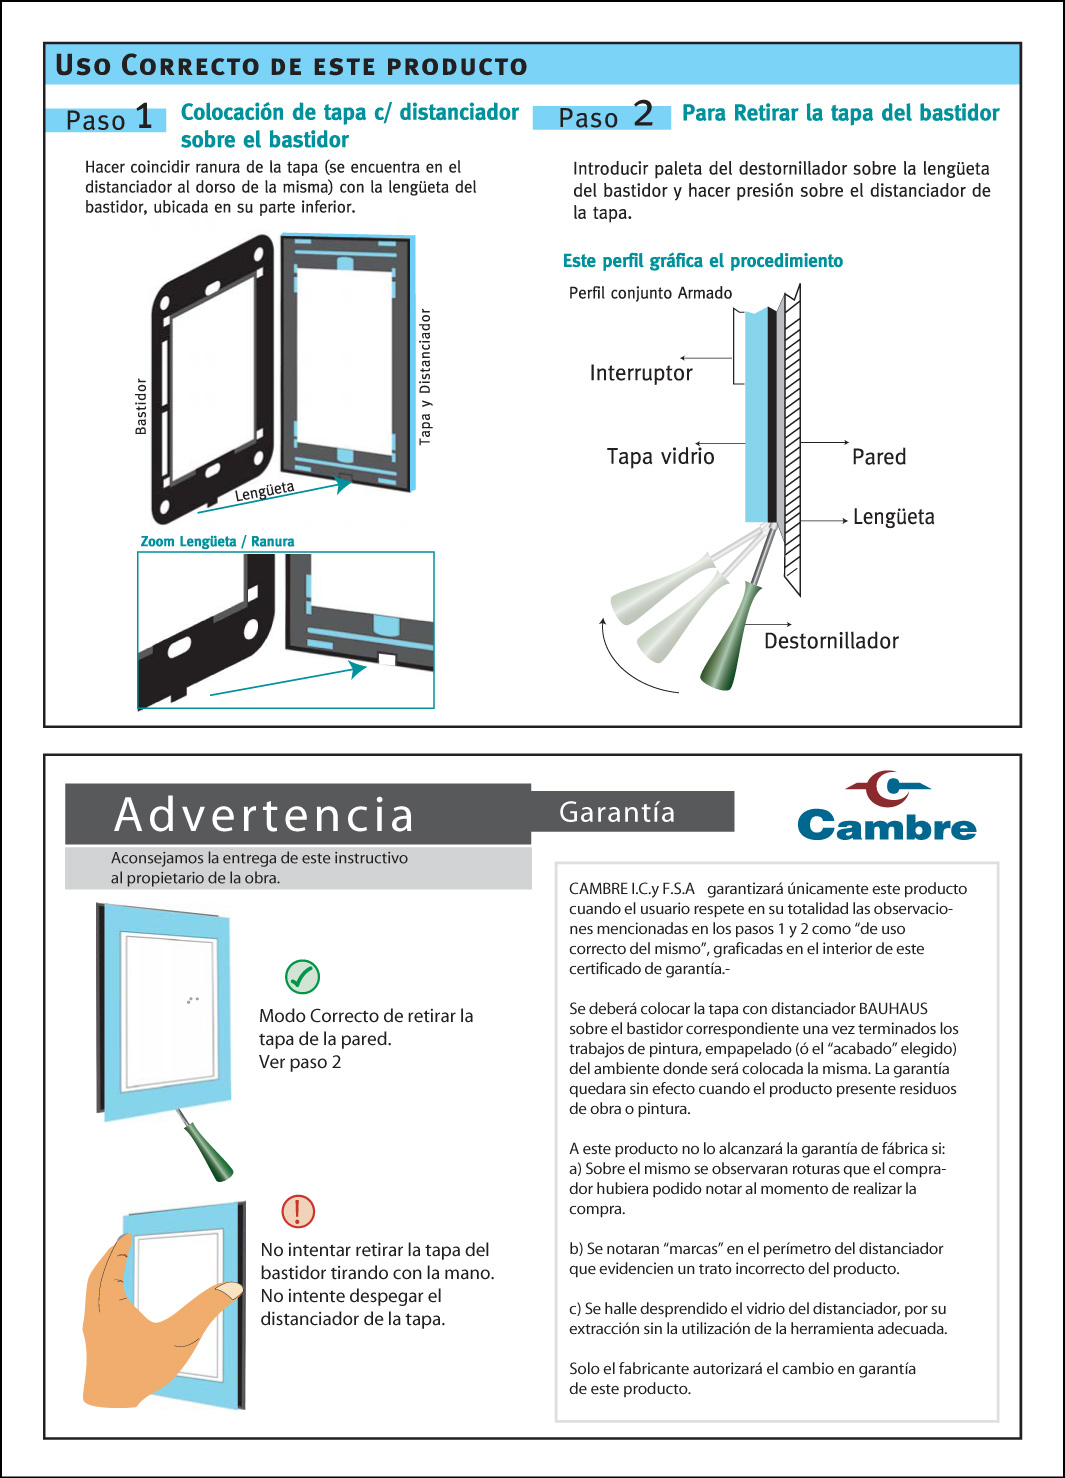 USO CORRECTO DE ESTE PRODUCTO
Paso 1
Colocación de tapa c/ distanciador
sobre el bastidor
Hacer coincidir ranura de la tapa (se encuentra en el
distanciador al dorso de la misma) con la lengüeta del
bastidor, ubicada en su parte inferior.
Bastidor
Tapa y Distanciador
Lengüeta
Zoom Lengüeta / Ranura
Paso 2
Para Retirar la tapa del bastidor
Introducir paleta del destornillador sobre la lengüeta
del bastidor y hacer presión sobre el distanciador de
la tapa.
Este perfil gráfica el procedimiento
Perfil conjunto Armado
Interruptor
Tapa vidrio
Pared
Lengüeta
Destornillador
Advertencia
Aconsejamos la entrega de este instructivo
al propietario de la obra.
Modo Correcto de retirar la
tapa de la pared.
Ver paso 2
!
No intentar retirar la tapa del
bastidor tirando con la mano.
No intente despegar el
distanciador de la tapa.
Garantía
Cambre
CAMBRE I.C.y F.S.A garantizará únicamente este producto
cuando el usuario respete en su totalidad las observacio-
nes mencionadas en los pasos 1 y 2 como “de uso
correcto del mismo”, graficadas en el interior de este
certificado de garantía.-
Se deberá colocar la tapa con distanciador BAUHAUS
sobre el bastidor correspondiente una vez terminados los
trabajos de pintura, empapelado (ó el “acabado” elegido)
del ambiente donde será colocada la misma. La garantía
quedara sin efecto cuando el producto presente residuos
de obra o pintura.
A este producto no lo alcanzará la garantía de fábrica si:
a) Sobre el mismo se observaran roturas que el compra-
dor hubiera podido notar al momento de realizar la
compra.
b) Se notaran “marcas” en el perímetro del distanciador
que evidencien un trato incorrecto del producto.
c) Se halle desprendido el vidrio del distanciador, por su
extracción sin la utilización de la herramienta adecuada.
Solo el fabricante autorizará el cambio en garantía
de este producto.